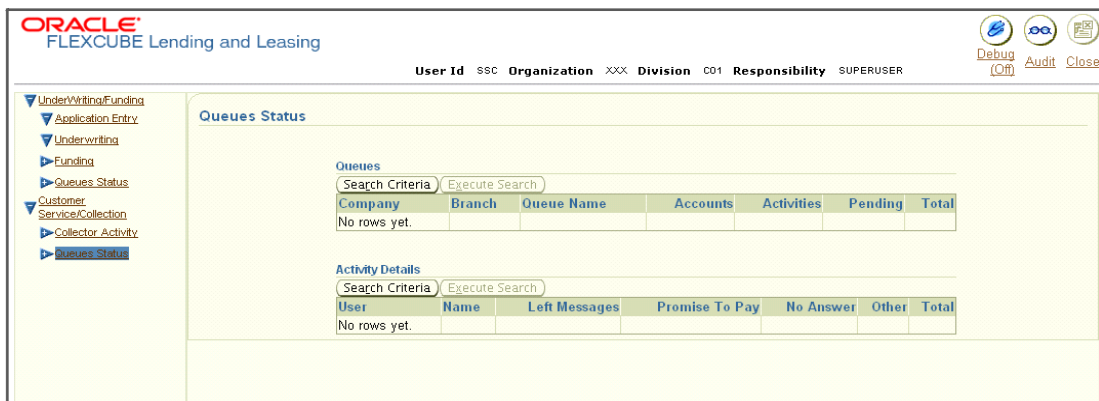 ORACLE
FLEXCUBE Lending and Leasing
Debug (Off) Audit Close
User Id SSC Organization XXX Division C01 Responsibility SUPERUSER
UnderWriting/Funding
Application Entry
Underwriting
Funding
Queues Status
Customer
Service/Collection
Collector Activity
Queues Status
Queues Status
Queues
Search Criteria Execute Search
Company Branch Queue Name Accounts Activities Pending Total
No rows yet.
Activity Details
Search Criteria Execute Search
User Name Left Messages Promise To Pay No Answer Other Total
No rows yet.